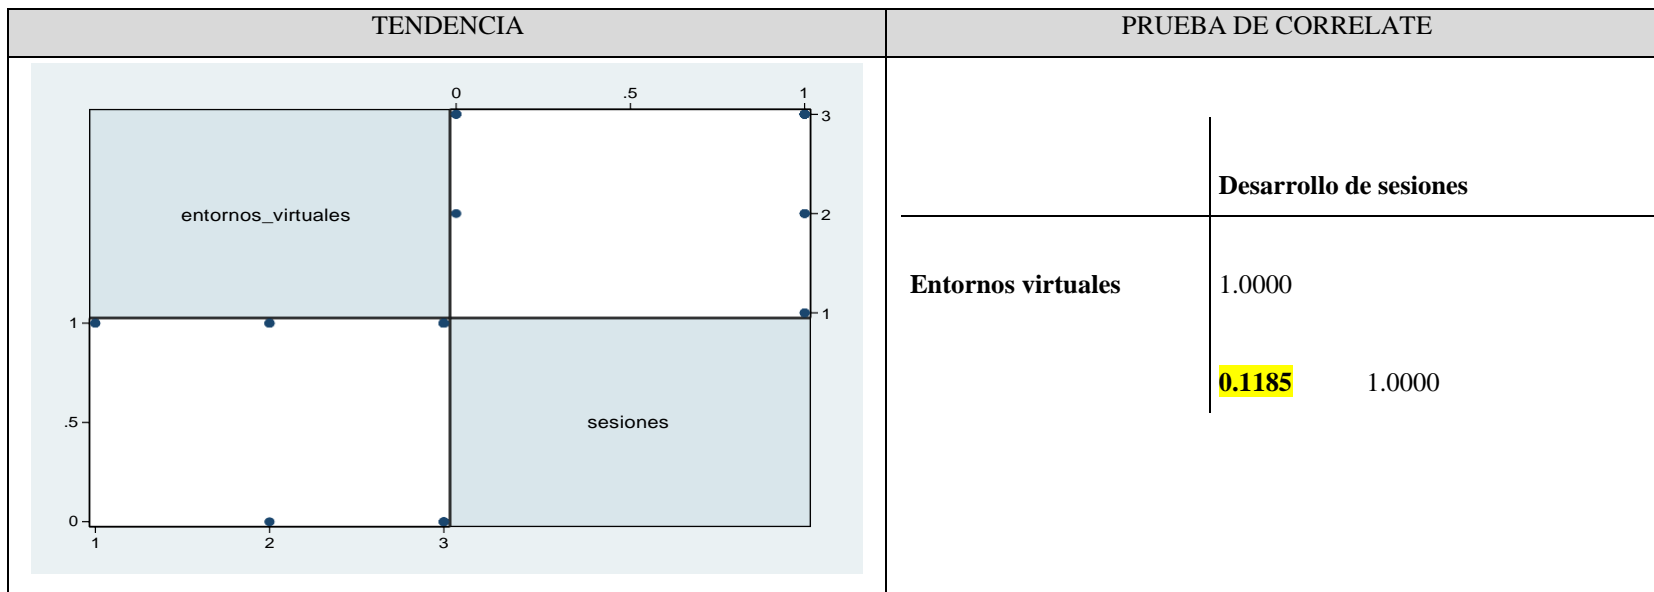 TENDENCIA
PRUEBA DE CORRELATE
0 .5 1
3
entornos_virtuales
2
1
1
.5
sesiones
0
1 2 3
Desarrollo de sesiones
Entornos virtuales 1.0000
0.1185 1.0000